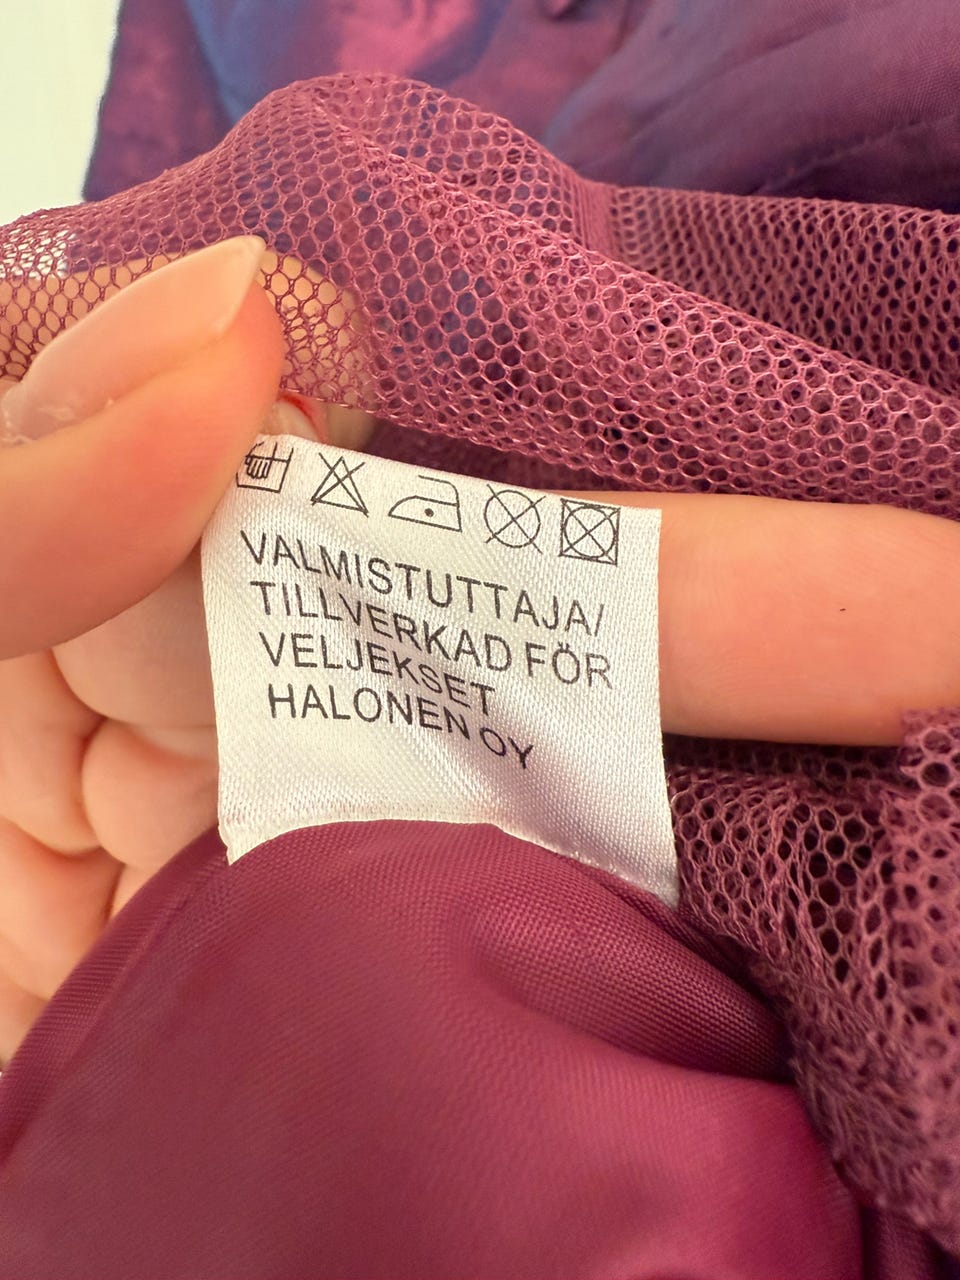 VALMISTUTTAJA/
TILLVERKAD FÖR
VELJEKSET
HALONEN OY